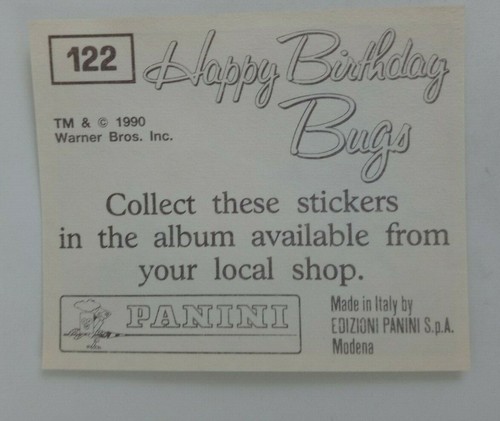 122
Happy Birthday
Bugs
TM & © 1990
Warner Bros. Inc.
Collect these stickers
in the album available from
your local shop.
PANINI
Made in Italy by
EDIZIONI PANINI S.p.A.
Modena